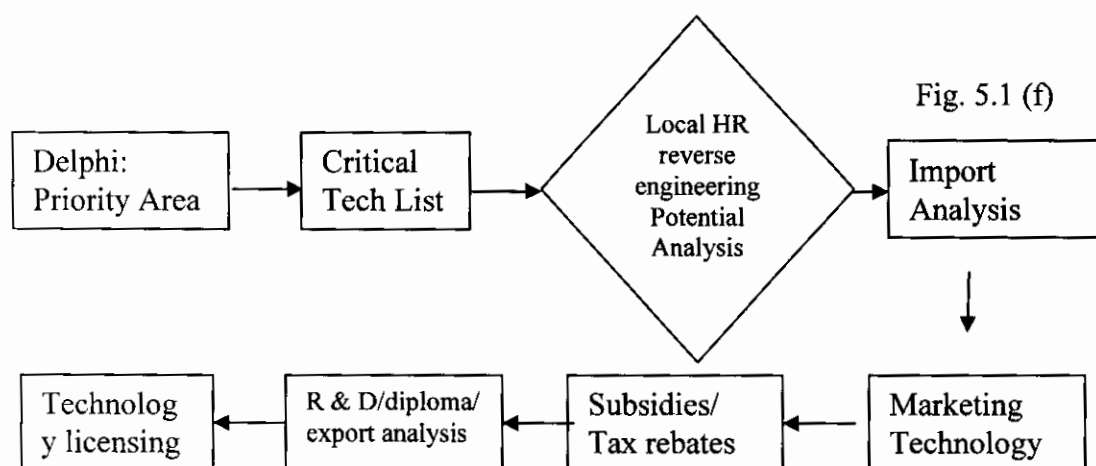 Fig. 5.1 (f)
Delphi:
Priority Area
Critical
Tech List
Local HR
reverse
engineering
Potential
Analysis
Import
Analysis
Marketing
Technology
Subsidies/
Tax rebates
R & D/diploma/
export analysis
Technolog
y licensing